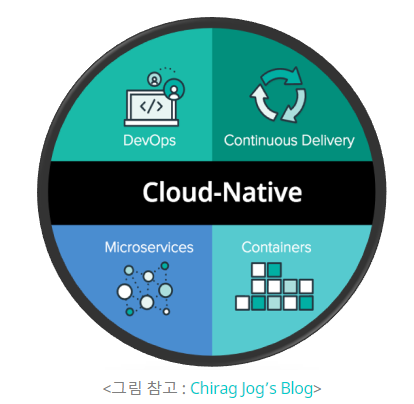 DevOps
Continuous Delivery
Cloud-Native
Microservices
Containers
<그림 참고 : Chirag Jog's Blog>